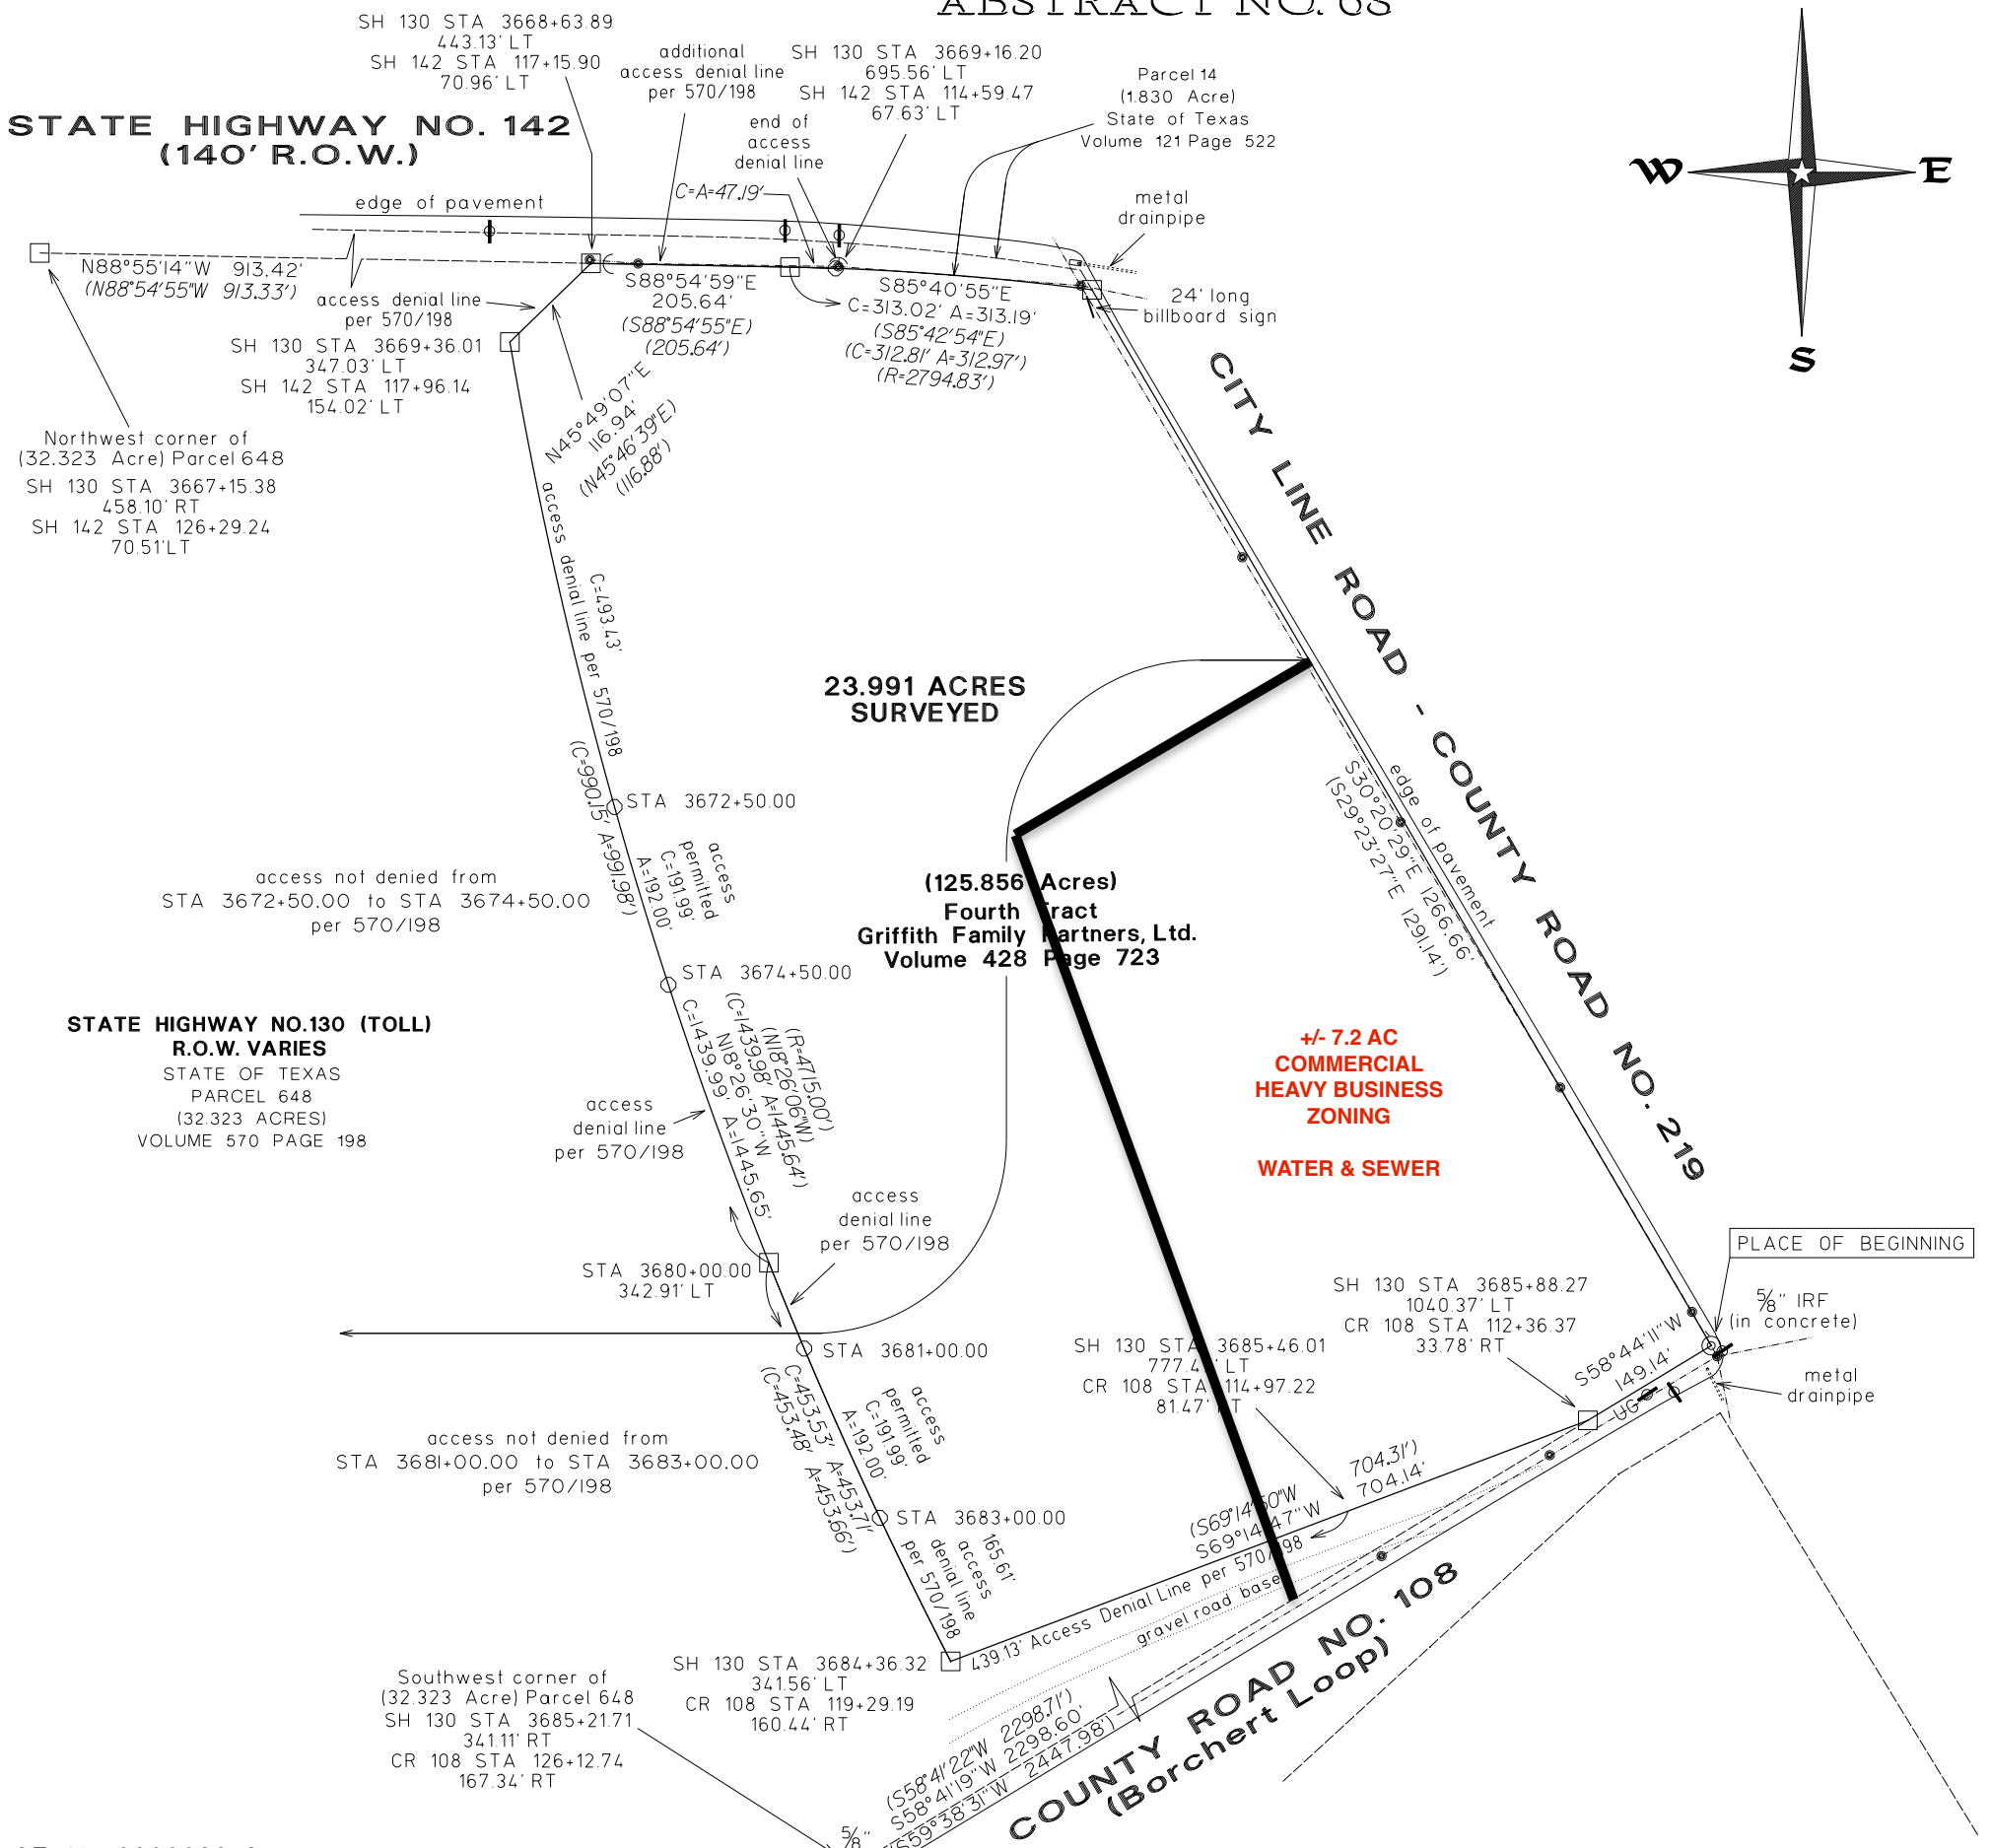 ABSTRACT NO. 68
SH 130 STA 3668+63.89
443.13' LT
SH 142 STA 117+15.90
70.96' LT
additional
access denial line
per 570/198
SH 130 STA 3669+16.20
695.56' LT
SH 142 STA 114+59.47
67.63' LT
end of
access
denial line
Parcel 14
(1.830 Acre)
State of Texas
Volume 121 Page 522
STATE HIGHWAY NO. 142
(140' R.O.W.)
W
E
S
edge of pavement
C=A=47.19'
metal
drainpipe
N88°55'14"W 913.42'
(N88°54'55"W 913.33')
access denial line
per 570/198
S88°54'59"E
205.64'
(S88°54'55"E)
(205.64')
S85°40'55"E
C=313.02' A=313.19'
(S85°42'54"E)
(C=312.81' A=312.97')
(R=2794.83')
24' long
billboard sign
SH 130 STA 3669+36.01
347.03' LT
SH 142 STA 117+96.14
154.02' LT
N45°49'07"E
116.94'
(N45°46'39"E)
(116.88')
Northwest corner of
(32.323 Acre) Parcel 648
SH 130 STA 3667+15.38
458.10' RT
SH 142 STA 126+29.24
70.51'LT
CITY LINE ROAD - COUNTY ROAD NO. 219
access denial line per 570/198
C=493.43'
(C=990.15' A=991.98')
23.991 ACRES
SURVEYED
STA 3672+50.00
access
permitted
C=191.99'
A=192.00'
edge of pavement
S30°20'29"E 1266.66'
(S29°23'27"E 1291.14')
access not denied from
STA 3672+50.00 to STA 3674+50.00
per 570/198
(125.856 Acres)
Fourth Tract
Griffith Family Partners, Ltd.
Volume 428 Page 723
STA 3674+50.00
STATE HIGHWAY NO.130 (TOLL)
R.O.W. VARIES
STATE OF TEXAS
PARCEL 648
(32.323 ACRES)
VOLUME 570 PAGE 198
(R=4715.00')
(N18°26'06"W)
(C=1439.98' A=1445.64')
N18°26'30"W
C=1439.99' A=1445.65'
+/- 7.2 AC
COMMERCIAL
HEAVY BUSINESS
ZONING
WATER & SEWER
access
denial line
per 570/198
access
denial line
per 570/198
STA 3680+00.00
342.91' LT
PLACE OF BEGINNING
SH 130 STA 3685+88.27
1040.37' LT
CR 108 STA 112+36.37
33.78' RT
5/8" IRF
(in concrete)
STA 3681+00.00
SH 130 STA 3685+46.01
777.4 LT
CR 108 STA 114+97.22
81.47'
S58°44'11"W
149.14'
metal
drainpipe
UG
C=453.53' A=453.71'
(C=453.48' A=453.66')
access
permitted
C=191.99'
A=192.00'
access not denied from
STA 3681+00.00 to STA 3683+00.00
per 570/198
STA 3683+00.00
165.61'
access
denial line
per 570/198
(S69°14'50"W 704.31')
S69°14'47"W 704.14'
439.13' Access Denial Line per 570/198
gravel road base
SH 130 STA 3684+36.32
341.56' LT
CR 108 STA 119+29.19
160.44' RT
Southwest corner of
(32.323 Acre) Parcel 648
SH 130 STA 3685+21.71
341.11' RT
CR 108 STA 126+12.74
167.34' RT
(S58°41'22"W 2298.71')
S58°41'19"W 2298.60'
(S59°38'31"W 2447.98')
COUNTY ROAD NO. 108
(Borchert Loop)
5/8"